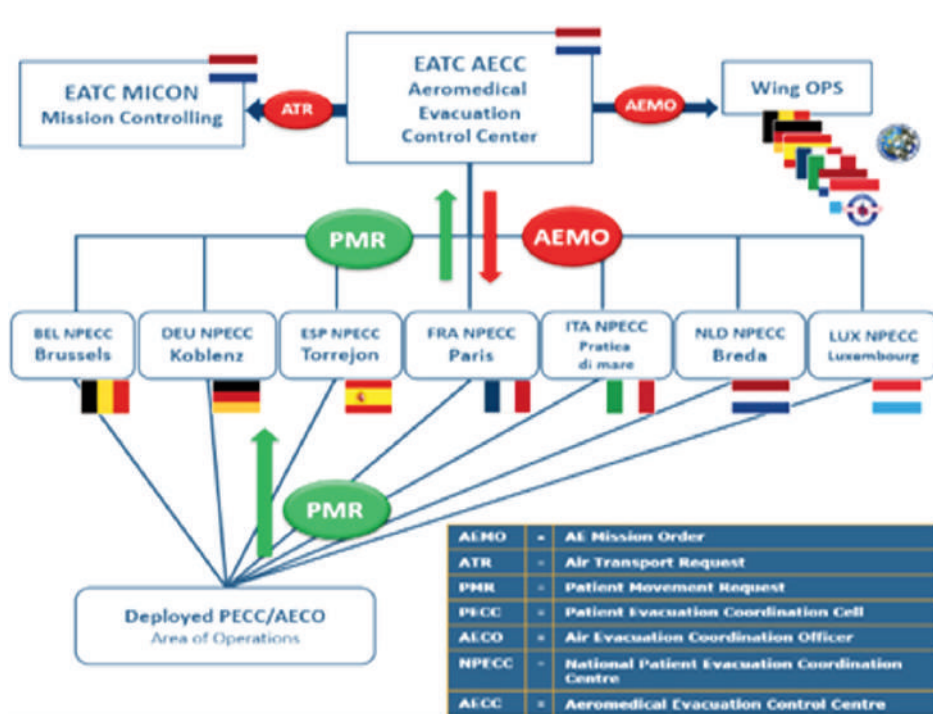 EATC MICON
Mission Controlling
ATR
EATC AECC
Aeromedical
Evacuation
Control Center
AEMO
Wing OPS
PMR
AEMO
BEL NPECC
Brussels
DEU NPECC
Koblenz
ESP NPECC
Torrejon
FRA NPECC
Paris
ITA NPECC
Pratica
di mare
NLD NPECC
Breda
LUX NPECC
Luxembourg
PMR
Deployed PECC/AECO
Area of Operations
AEMO = AE Mission Order
ATR = Air Transport Request
PMR = Patient Movement Request
PECC = Patient Evacuation Coordination Cell
AECO = Air Evacuation Coordination Officer
NPECC = National Patient Evacuation Coordination
Centre
AECC = Aeromedical Evacuation Control Centre